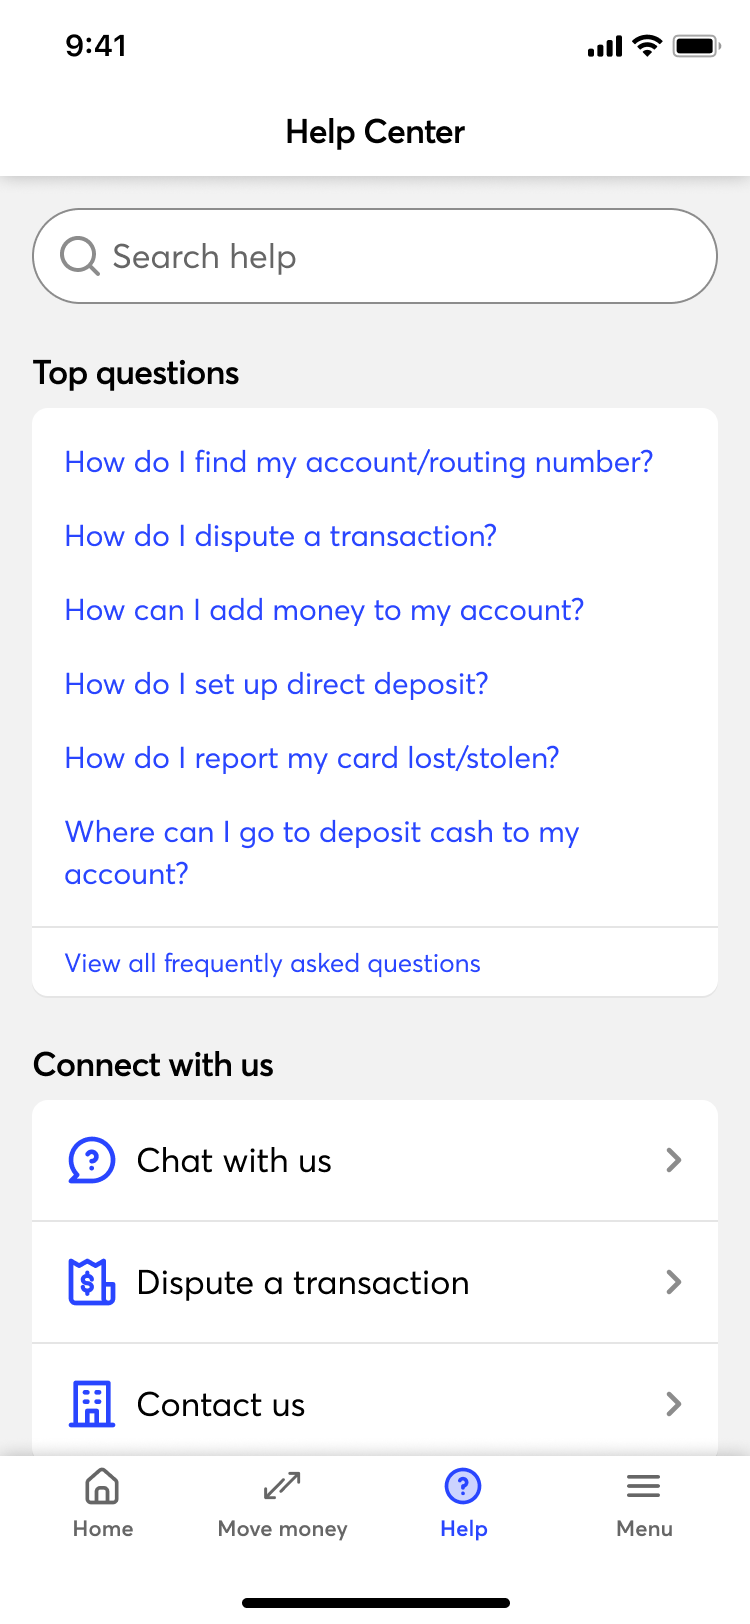 9:41
Help Center
Search help
Top questions
How do I find my account/routing number?
How do I dispute a transaction?
How can I add money to my account?
How do I set up direct deposit?
How do I report my card lost/stolen?
Where can I go to deposit cash to my
account?
View all frequently asked questions
Connect with us
Chat with us
Dispute a transaction
Contact us
Home
Move money
Help
Menu